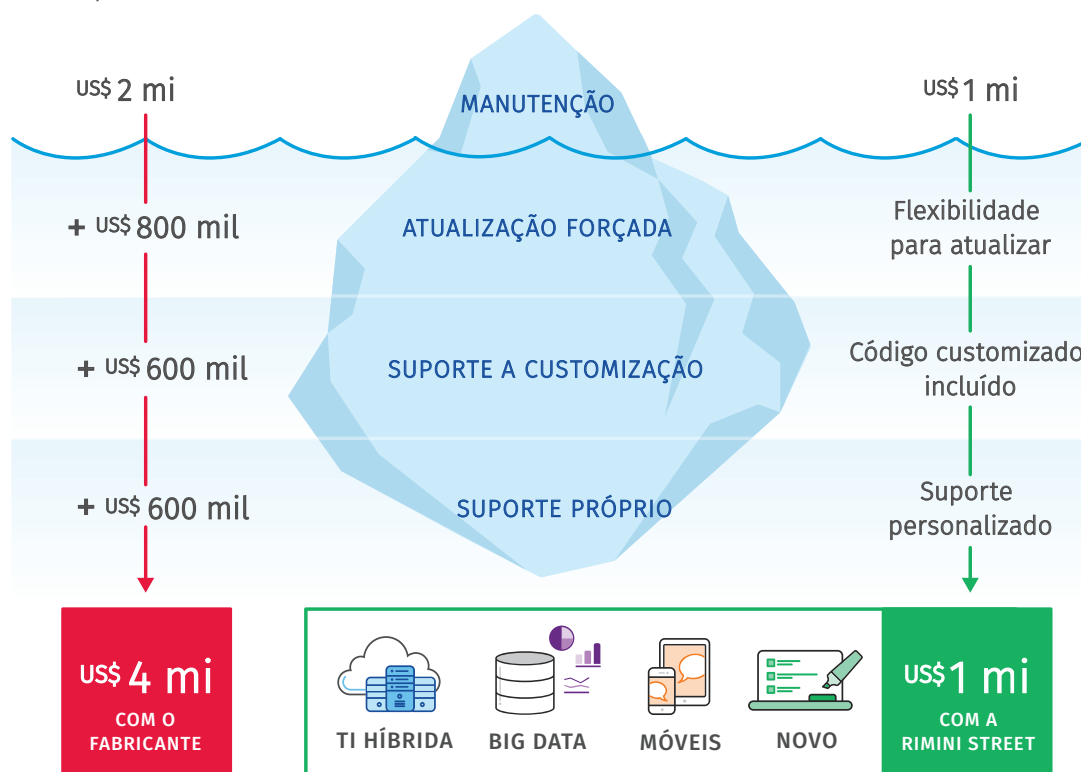 US$ 2 mi
MANUTENÇÃO
US$ 1 mi
+ US$ 800 mil
ATUALIZAÇÃO FORÇADA
Flexibilidade
para atualizar
+ US$ 600 mil
SUPORTE A CUSTOMIZAÇÃO
Código customizado
incluído
+ US$ 600 mil
SUPORTE PRÓPRIO
Suporte
personalizado
US$ 4 mi
COM O
FABRICANTE
TI HÍBRIDA
BIG DATA
MÓVEIS
NOVO
US$ 1 mi
COM A
RIMINI STREET